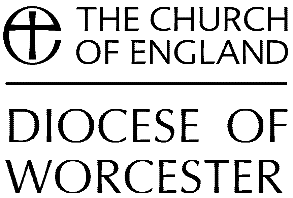 THE CHURCH
OF ENGLAND
DIOCESE OF
WORCESTER